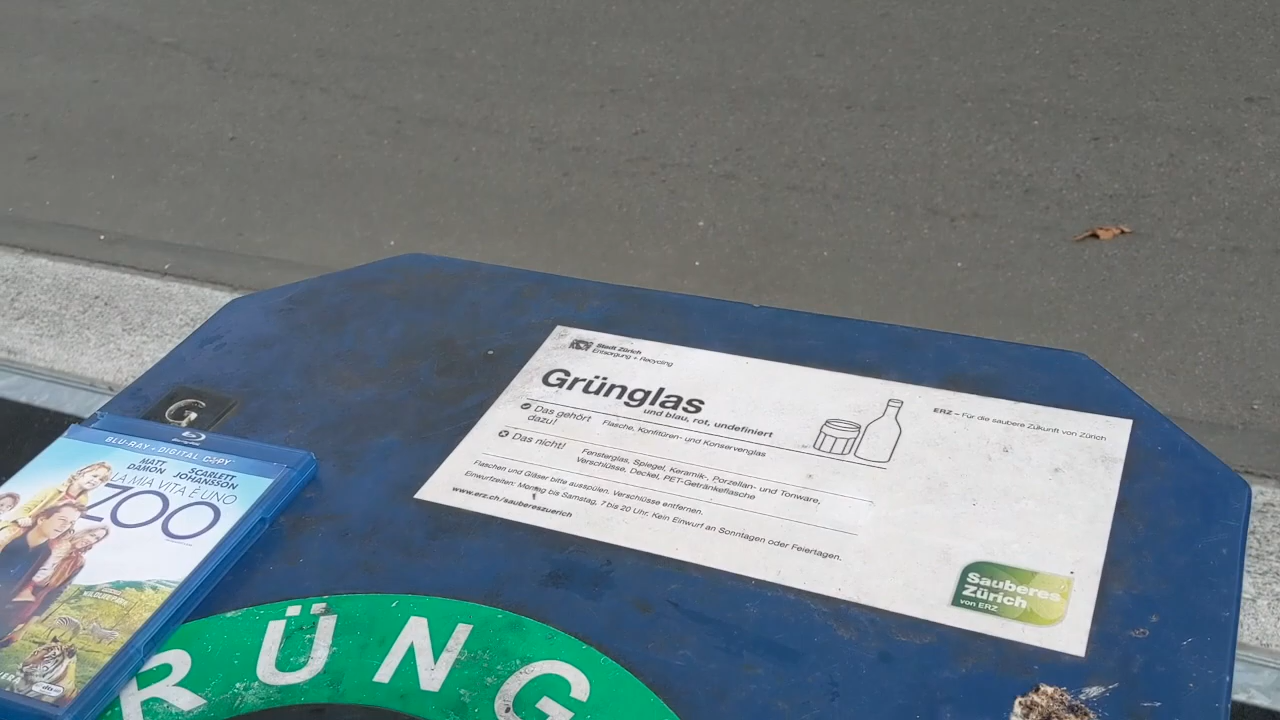 Stadt Zürich
Entsorgung + Recycling
Grünglas
und blau, rot, undefiniert
ERZ – Für die saubere Zukunft von Zürich
Das gehört dazu!
Flasche, Konfitüren- und Konservenglas
Das nicht!
Fensterglas, Spiegel, Keramik-, Porzellan- und Tonware,
Verschlüsse, Deckel, PET-Getränkeflasche
Flaschen und Gläser bitte ausspülen. Verschlüsse entfernen.
Einwurfzeiten: Montag bis Samstag, 7 bis 20 Uhr. Kein Einwurf an Sonntagen oder Feiertagen.
www.erz.ch/saubereszuerich
Sauberes
Zürich
von ERZ
G
BLU-RAY + DIGITAL COPY
MATT DAMON
SCARLETT JOHANSSON
LA MIA VITA È UNO
ZOO
RÜNG